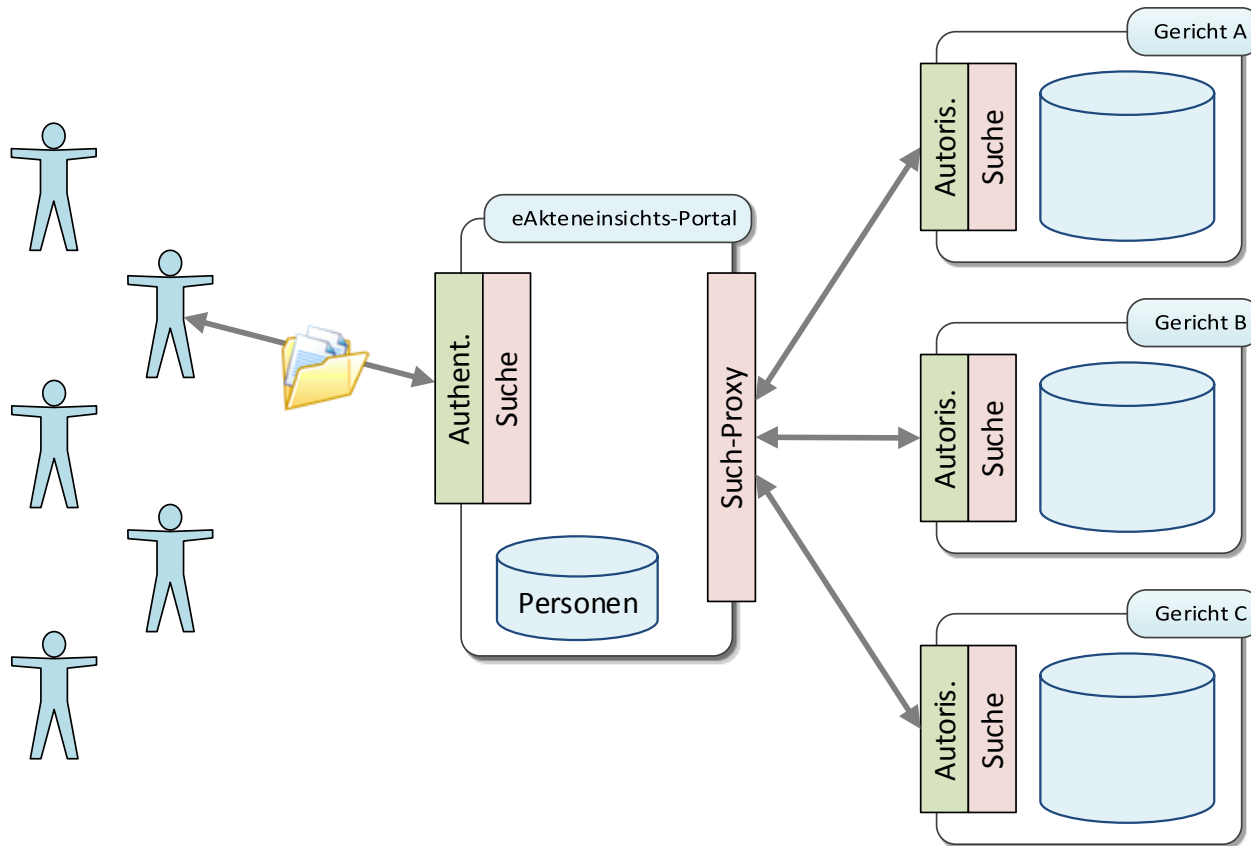 eAkteneinsichts-Portal
Authent.
Suche
Personen
Such-Proxy
Gericht A
Autoris.
Suche
Gericht B
Autoris.
Suche
Gericht C
Autoris.
Suche